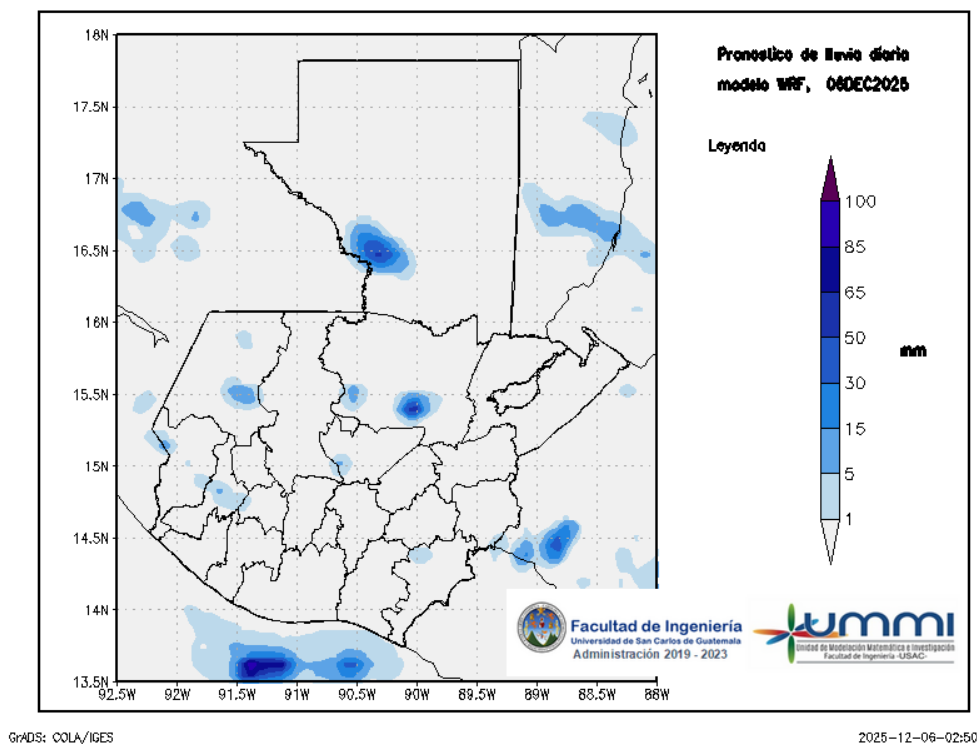 Pronostico de lluvia diaria
modelo WRF, 06DEC2025
Leyenda
100
85
65
50
30
15
5
1
mm
18N
17.5N
17N
16.5N
16N
15.5N
15N
14.5N
14N
13.5N
92.5W 92W 91.5W 91W 90.5W 90W 89.5W 89W 88.5W 88W
Facultad de Ingeniería
Universidad de San Carlos de Guatemala
Administración 2019 - 2023
UMMI
Unidad de Modelación Matemática e Investigación
Facultad de Ingeniería -USAC-
GrADS: COLA/IGES
2025-12-06-02:50